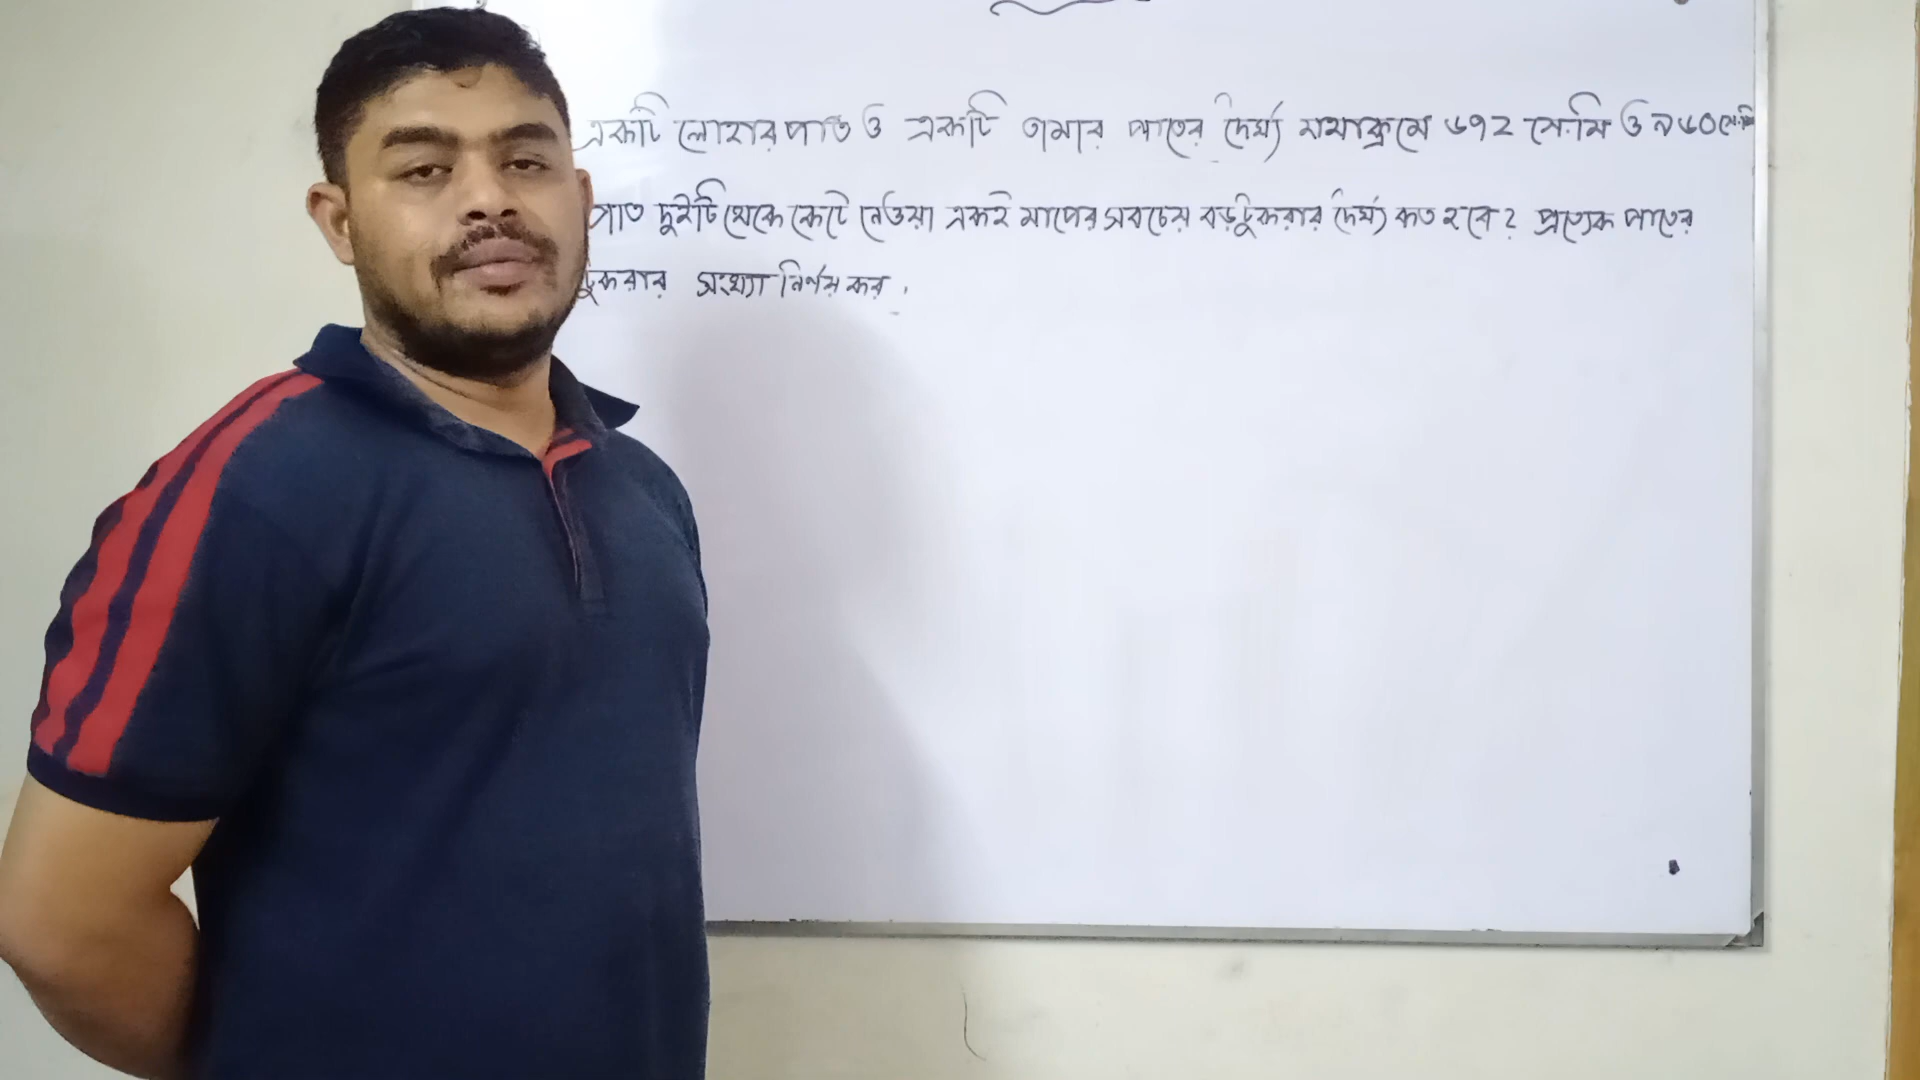 একটি লোহার পাত ও একটি তামার পাতের দৈর্ঘ্য যথাক্রমে ৬৭২ সে.মি ও ৯৬০ সে.মি
পাত দুইটি থেকে কেটে নেওয়া একই মাপের সবচেয়ে বড় টুকরার দৈর্ঘ্য কত হবে? প্রত্যেক পাতের
টুকরার সংখ্যা নির্ণয় কর।